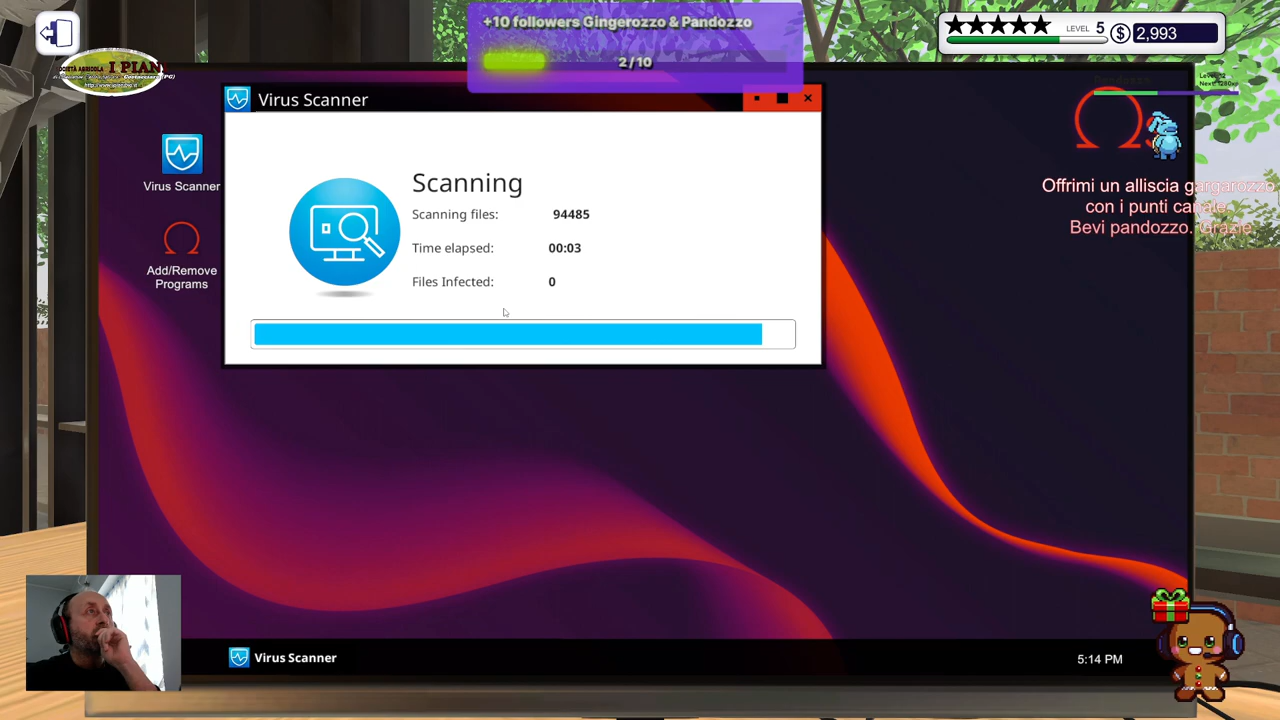 +10 followers Gingerozzo & Pandozzo
2 / 10
LEVEL 5
$ 2,993
SOCIETÀ AGRICOLA I PIANI
Virus Scanner
Virus Scanner
Add/Remove
Programs
Scanning
Scanning files: 94485
Time elapsed: 00:03
Files Infected: 0
Offrimi un alliscia gargarozzo
con i punti canale.
Bevi pandozzo. Grazie
Virus Scanner
5:14 PM